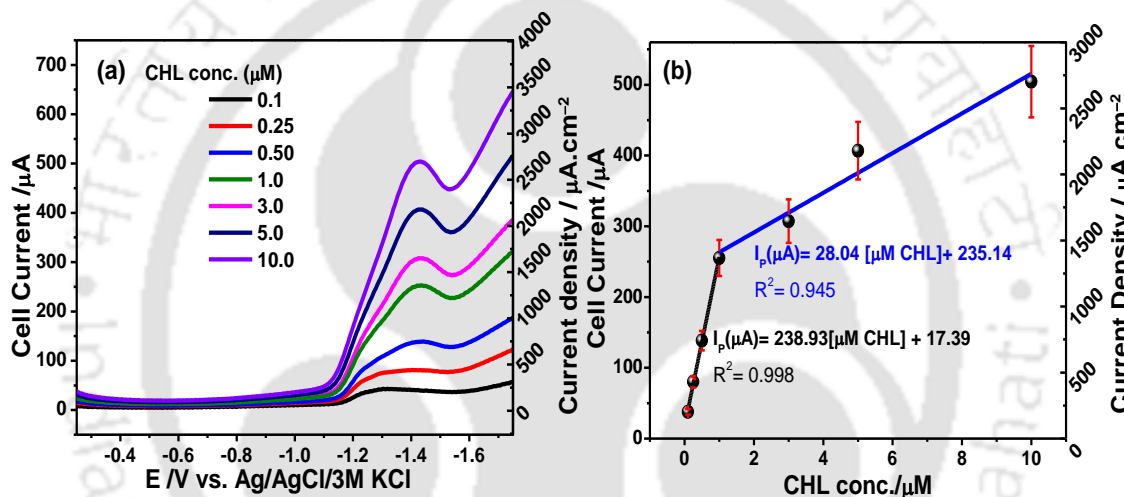 (a)
CHL conc. (μM)
0.1
0.25
0.50
1.0
3.0
5.0
10.0
700
600
500
400
300
200
100
0
Cell Current /μA
-0.4 -0.6 -0.8 -1.0 -1.2 -1.4 -1.6
E /V vs. Ag/AgCl/3M KCl
4000
3500
3000
2500
2000
1500
1000
500
0
Current density / μA.cm⁻²
(b)
500
400
300
200
100
0
Cell Current /μA
I_P(μA)= 28.04 [μM CHL]+ 235.14
R² = 0.945
I_P(μA)= 238.93[μM CHL] + 17.39
R² = 0.998
0 2 4 6 8 10
CHL conc./μM
3000
2500
2000
1500
1000
500
0
Current Density / μA cm⁻²